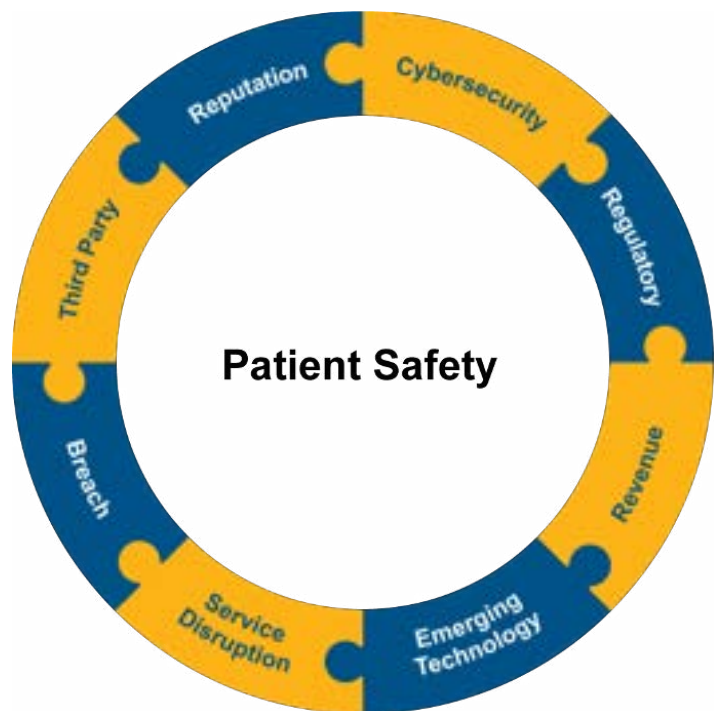 Cybersecurity
Regulatory
Revenue
Emerging
Technology
Service
Disruption
Breach
Third Party
Reputation
Patient Safety